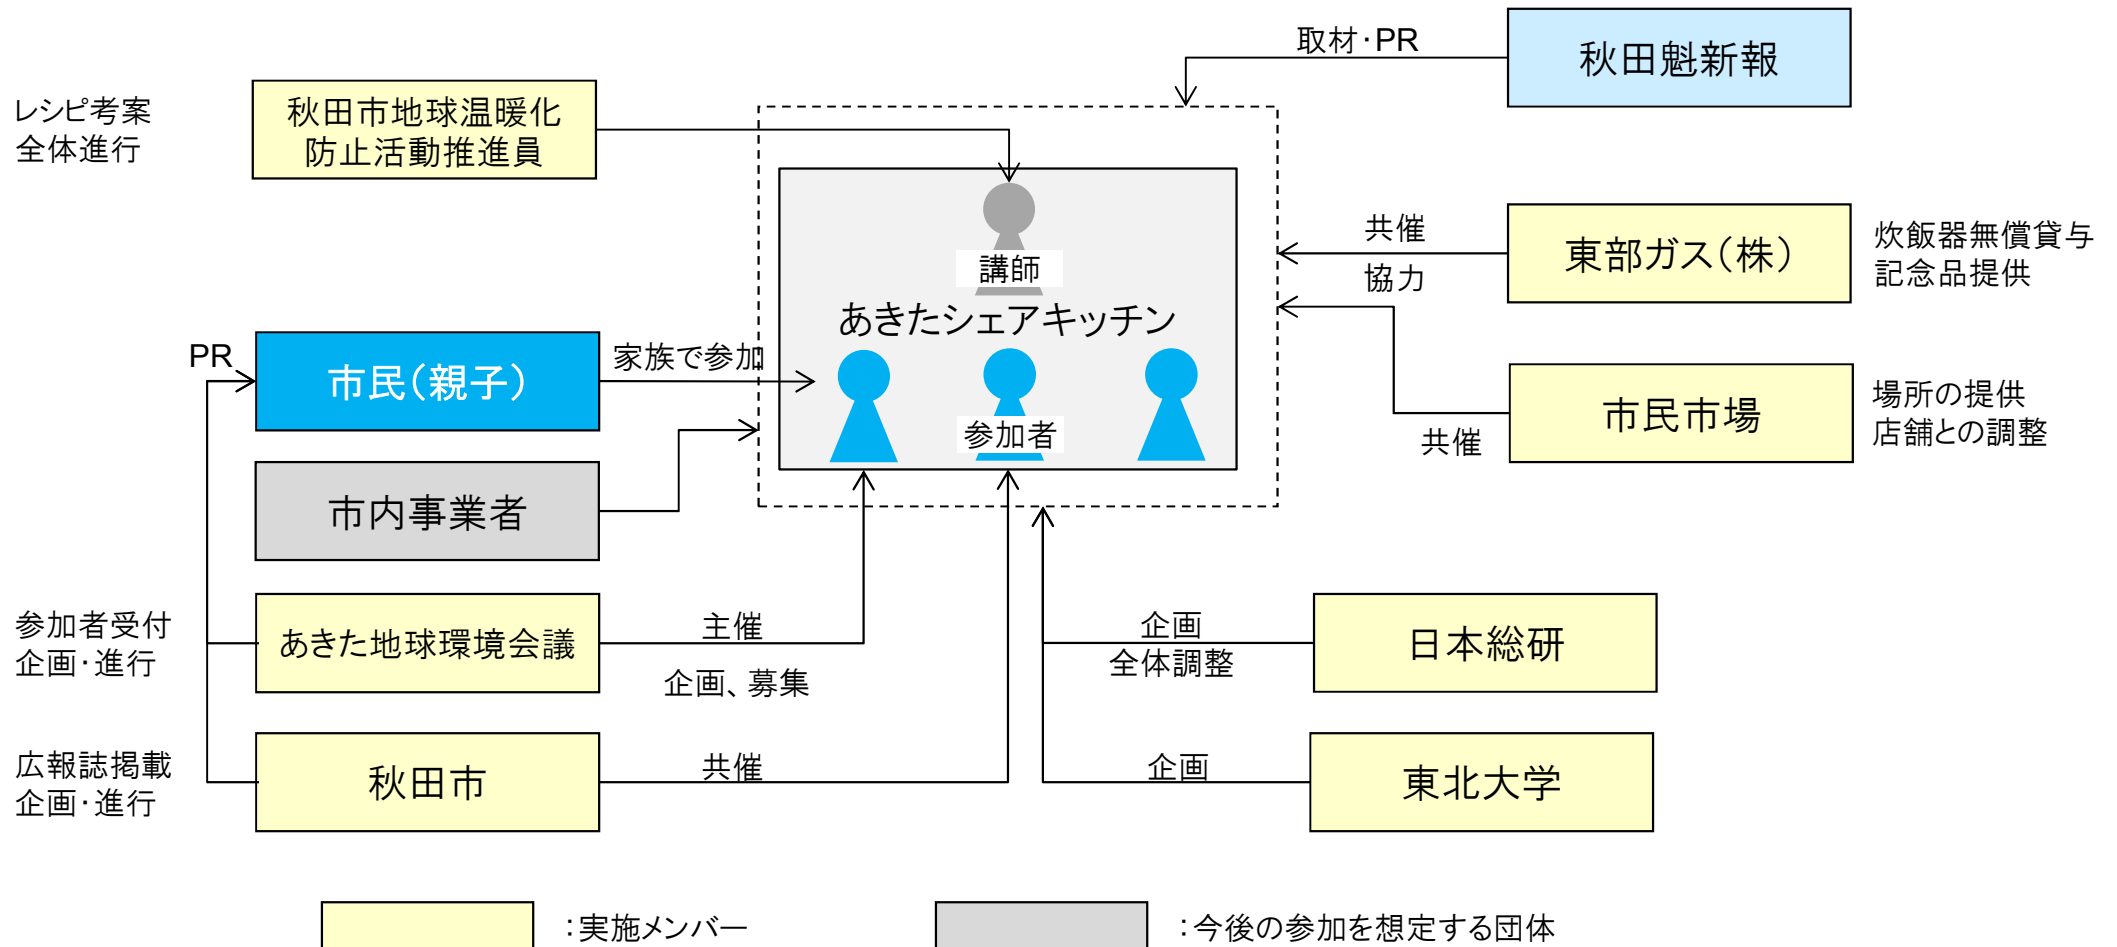 取材・PR
秋田魁新報
レシピ考案
全体進行
秋田市地球温暖化
防止活動推進員
講師
あきたシェアキッチン
参加者
共催
協力
東部ガス（株）
炊飯器無償貸与
記念品提供
PR
市民（親子）
家族で参加
市民市場
共催
場所の提供
店舗との調整
市内事業者
参加者受付
企画・進行
あきた地球環境会議
主催
企画、募集
企画
全体調整
日本総研
広報誌掲載
企画・進行
秋田市
共催
企画
東北大学
：実施メンバー
：今後の参加を想定する団体